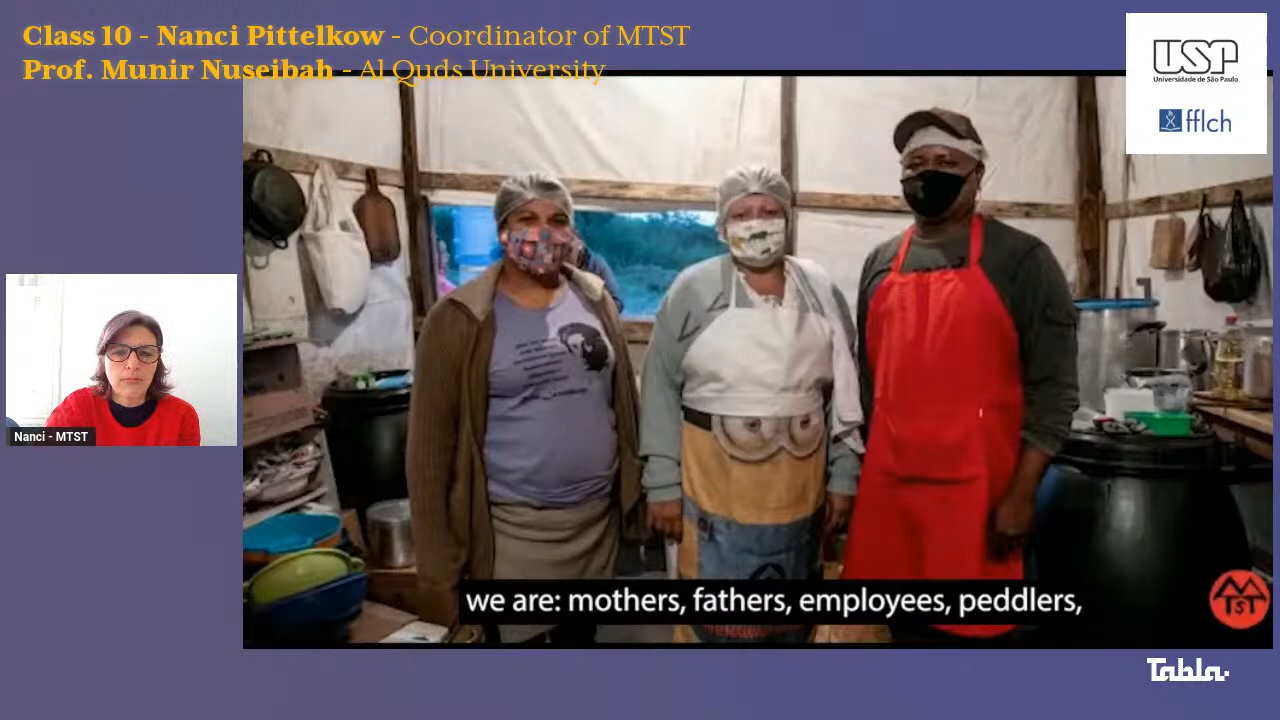 Class 10 - Nanci Pittelkow - Coordinator of MTST
Prof. Munir Nuseibah - Al Quds University
USP
Universidade de São Paulo
fflch
Nanci - MTST
we are: mothers, fathers, employees, peddlers,
MTST
Tabla.